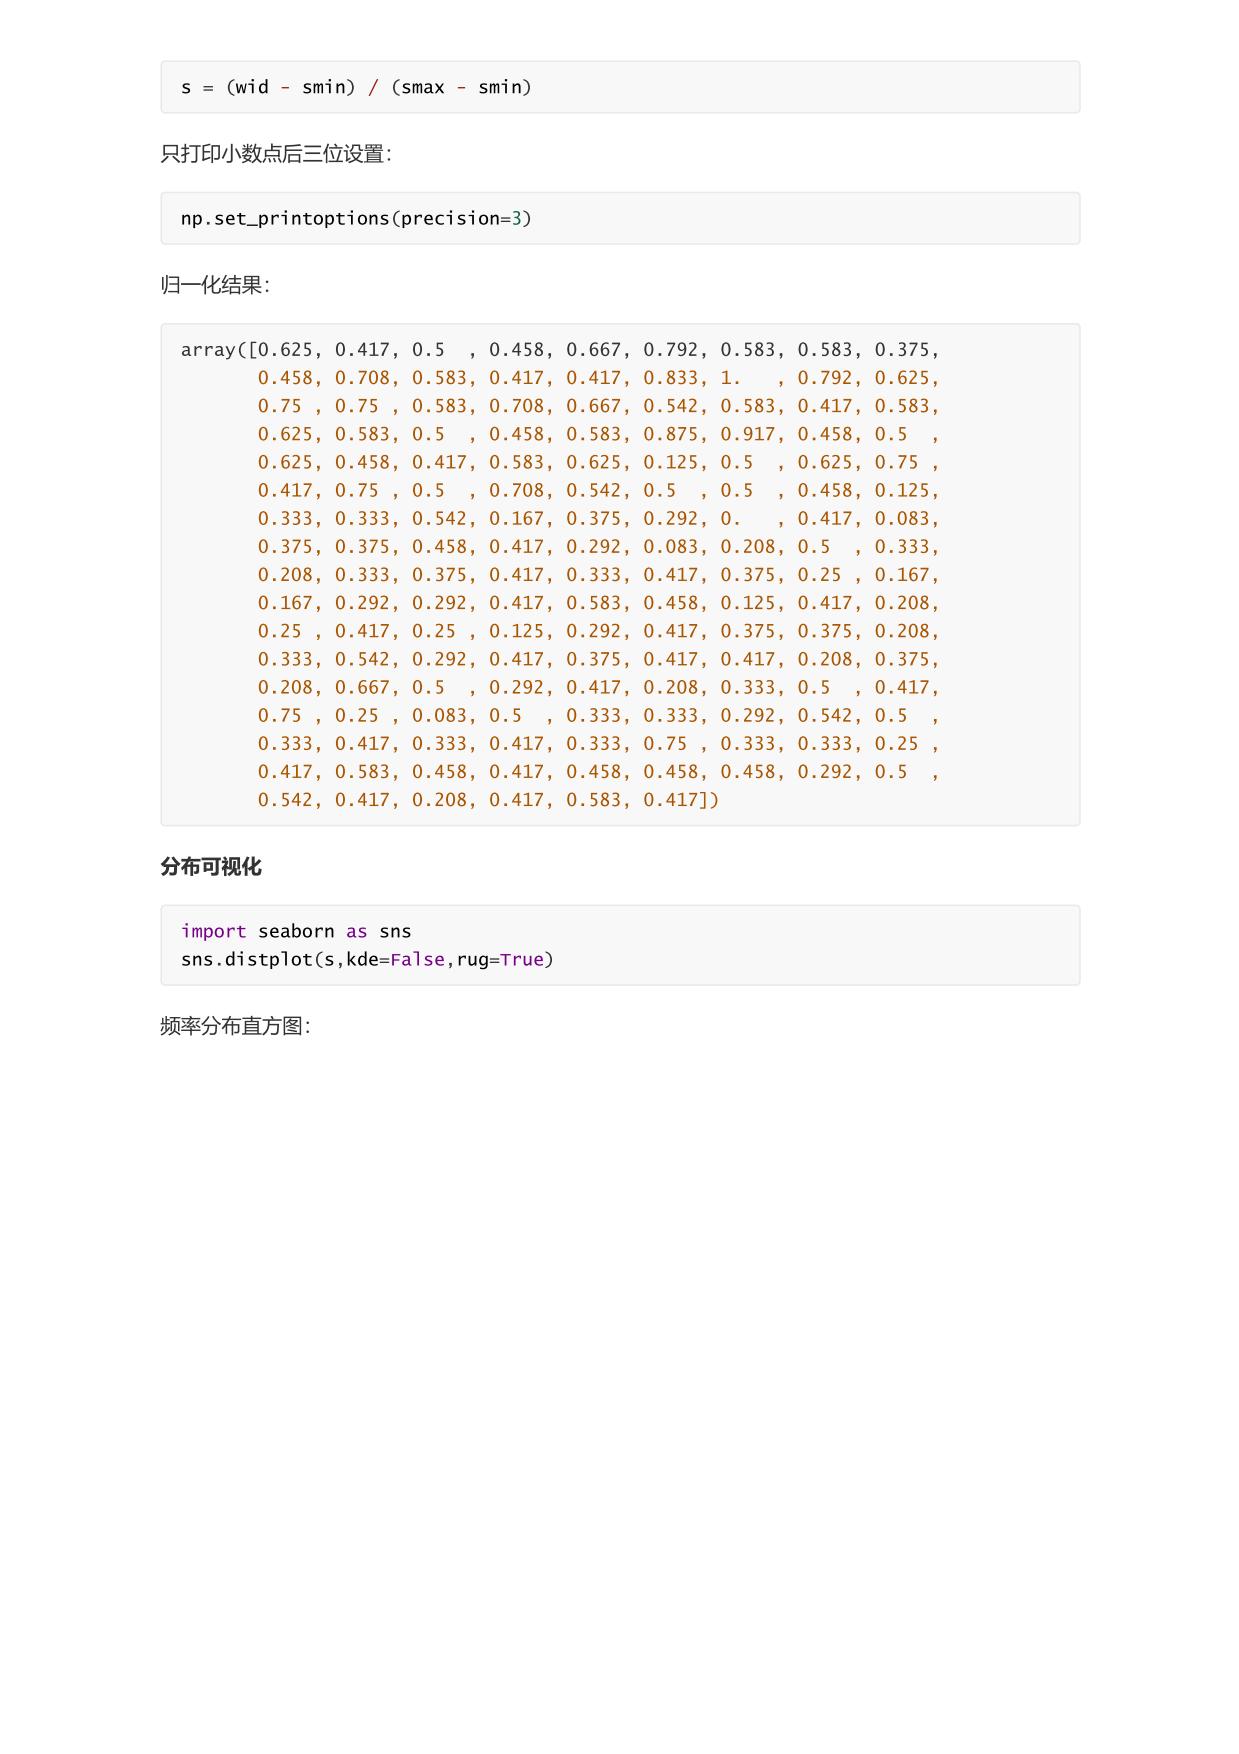 s = (wid - smin) / (smax - smin)
只打印小数点后三位设置：
np.set_printoptions(precision=3)
归一化结果：
array([0.625, 0.417, 0.5  , 0.458, 0.667, 0.792, 0.583, 0.583, 0.375,
       0.458, 0.708, 0.583, 0.417, 0.417, 0.833, 1.   , 0.792, 0.625,
       0.75 , 0.75 , 0.583, 0.708, 0.667, 0.542, 0.583, 0.417, 0.583,
       0.625, 0.583, 0.5  , 0.458, 0.583, 0.875, 0.917, 0.458, 0.5  ,
       0.625, 0.458, 0.417, 0.583, 0.625, 0.125, 0.5  , 0.625, 0.75 ,
       0.417, 0.75 , 0.5  , 0.708, 0.542, 0.5  , 0.5  , 0.458, 0.125,
       0.333, 0.333, 0.542, 0.167, 0.375, 0.292, 0.   , 0.417, 0.083,
       0.375, 0.375, 0.458, 0.417, 0.292, 0.083, 0.208, 0.5  , 0.333,
       0.208, 0.333, 0.375, 0.417, 0.333, 0.417, 0.375, 0.25 , 0.167,
       0.167, 0.292, 0.292, 0.417, 0.583, 0.458, 0.125, 0.417, 0.208,
       0.25 , 0.417, 0.25 , 0.125, 0.292, 0.417, 0.375, 0.375, 0.208,
       0.333, 0.542, 0.292, 0.417, 0.375, 0.417, 0.417, 0.208, 0.375,
       0.208, 0.667, 0.5  , 0.292, 0.417, 0.208, 0.333, 0.5  , 0.417,
       0.75 , 0.25 , 0.083, 0.5  , 0.333, 0.333, 0.292, 0.542, 0.5  ,
       0.333, 0.417, 0.333, 0.417, 0.333, 0.75 , 0.333, 0.333, 0.25 ,
       0.417, 0.583, 0.458, 0.417, 0.458, 0.458, 0.458, 0.292, 0.5  ,
       0.542, 0.417, 0.208, 0.417, 0.583, 0.417])
分布可视化
import seaborn as sns
sns.distplot(s,kde=False,rug=True)
频率分布直方图：